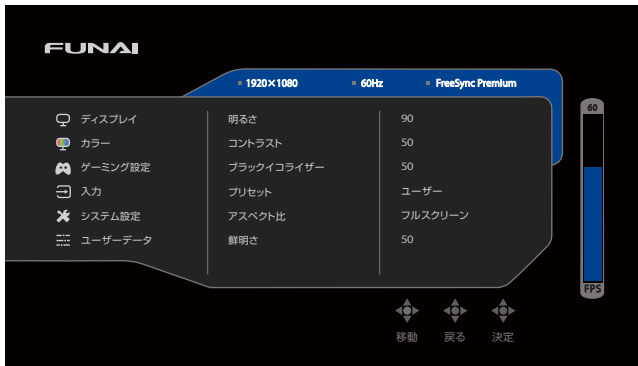 FUNAI
1920×1080 60Hz FreeSync Premium
60
ディスプレイ 明るさ 90
カラー コントラスト 50
ゲーミング設定 ブラックイコライザー 50
入力 プリセット ユーザー
システム設定 アスペクト比 フルスクリーン
ユーザーデータ 鮮明さ 50
FPS
移動 戻る 決定